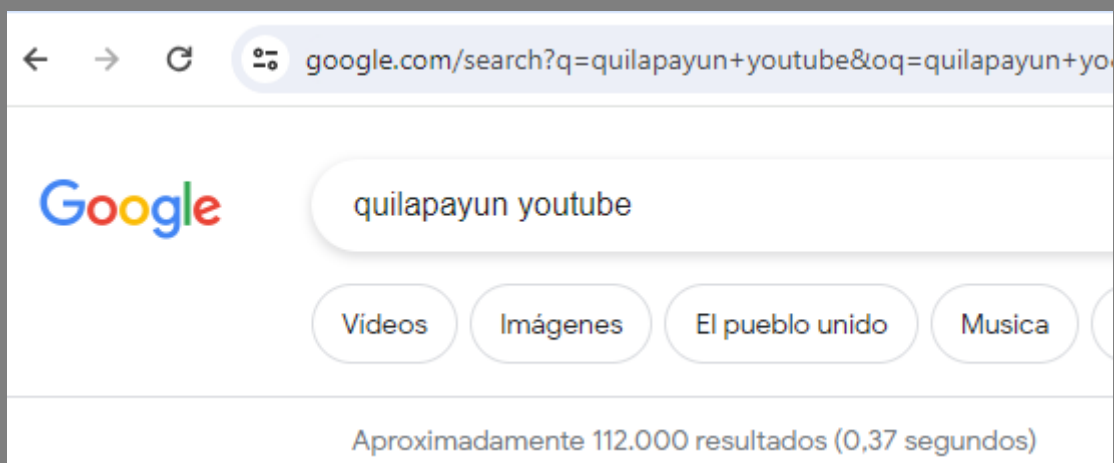 google.com/search?q=quilapayun+youtube&oq=quilapayun+yo
Google quilapayun youtube
Vídeos Imágenes El pueblo unido Musica
Aproximadamente 112.000 resultados (0,37 segundos)